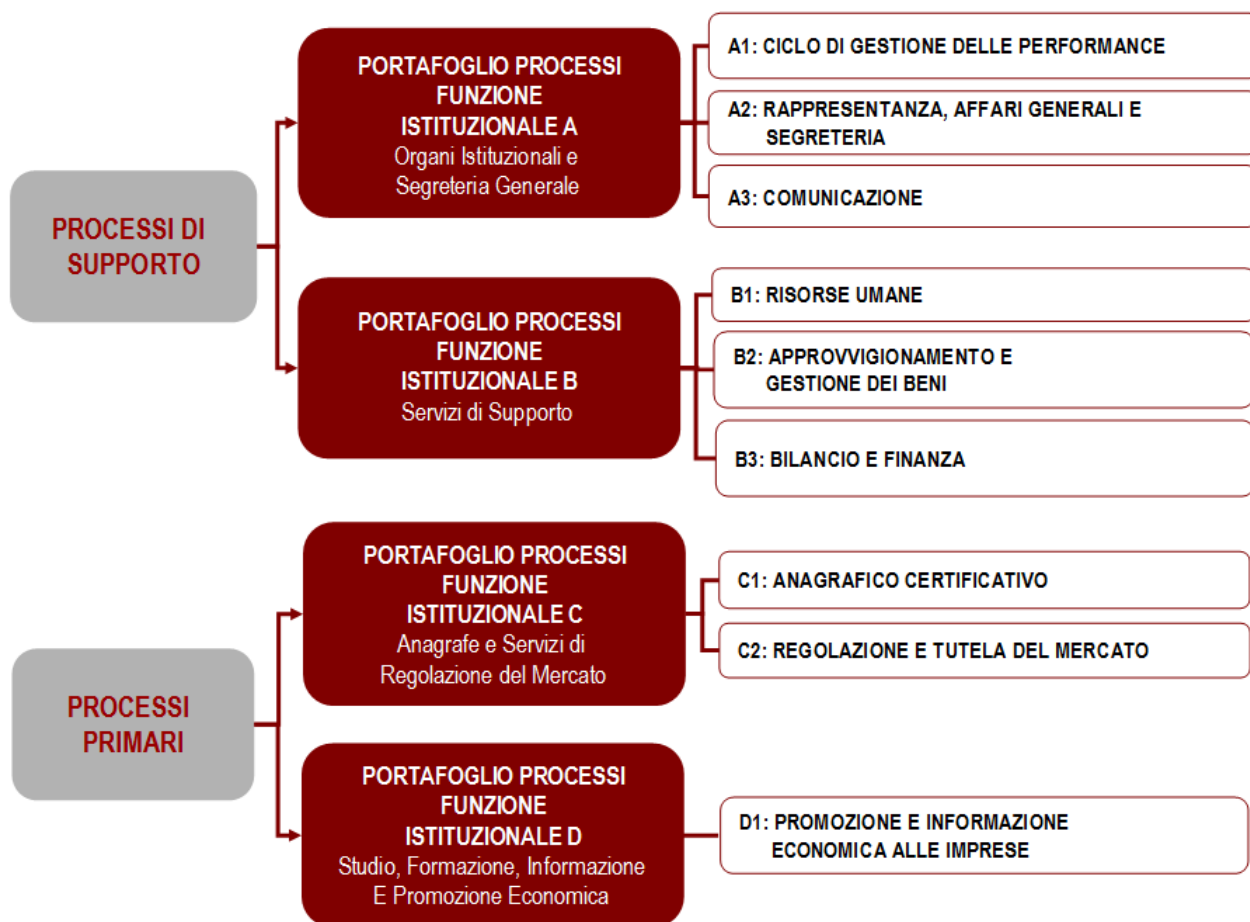 PROCESSI DI
SUPPORTO
PORTAFOGLIO PROCESSI
FUNZIONE
ISTITUZIONALE A
Organi Istituzionali e
Segreteria Generale
A1: CICLO DI GESTIONE DELLE PERFORMANCE
A2: RAPPRESENTANZA, AFFARI GENERALI E
SEGRETERIA
A3: COMUNICAZIONE
PORTAFOGLIO PROCESSI
FUNZIONE
ISTITUZIONALE B
Servizi di Supporto
B1: RISORSE UMANE
B2: APPROVVIGIONAMENTO E
GESTIONE DEI BENI
B3: BILANCIO E FINANZA
PROCESSI
PRIMARI
PORTAFOGLIO PROCESSI
FUNZIONE
ISTITUZIONALE C
Anagrafe e Servizi di
Regolazione del Mercato
C1: ANAGRAFICO CERTIFICATIVO
C2: REGOLAZIONE E TUTELA DEL MERCATO
PORTAFOGLIO PROCESSI
FUNZIONE
ISTITUZIONALE D
Studio, Formazione, Informazione
E Promozione Economica
D1: PROMOZIONE E INFORMAZIONE
ECONOMICA ALLE IMPRESE